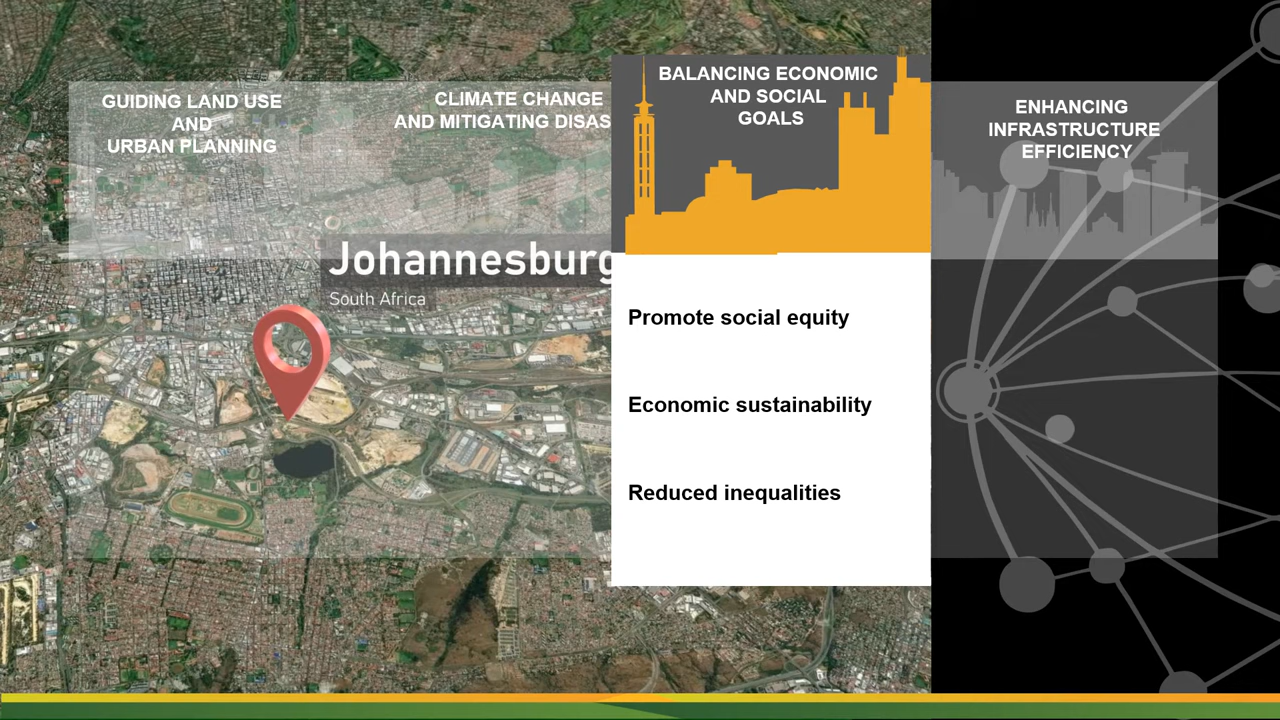 GUIDING LAND USE
AND
URBAN PLANNING
CLIMATE CHANGE
AND MITIGATING DISAS
BALANCING ECONOMIC
AND SOCIAL
GOALS
ENHANCING
INFRASTRUCTURE
EFFICIENCY
Johannesburg
South Africa
Promote social equity
Economic sustainability
Reduced inequalities